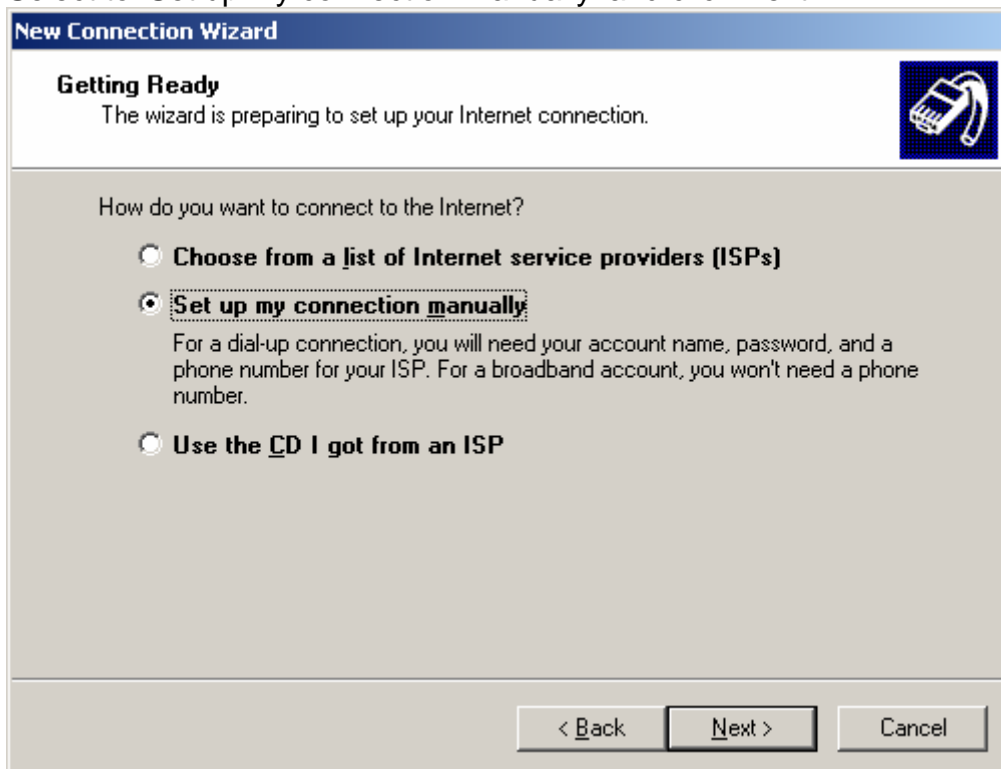 New Connection Wizard
Getting Ready
The wizard is preparing to set up your Internet connection.
How do you want to connect to the Internet?
Choose from a list of Internet service providers (ISPs)
Set up my connection manually
For a dial-up connection, you will need your account name, password, and a
phone number for your ISP. For a broadband account, you won't need a phone
number.
Use the CD I got from an ISP
< Back Next > Cancel